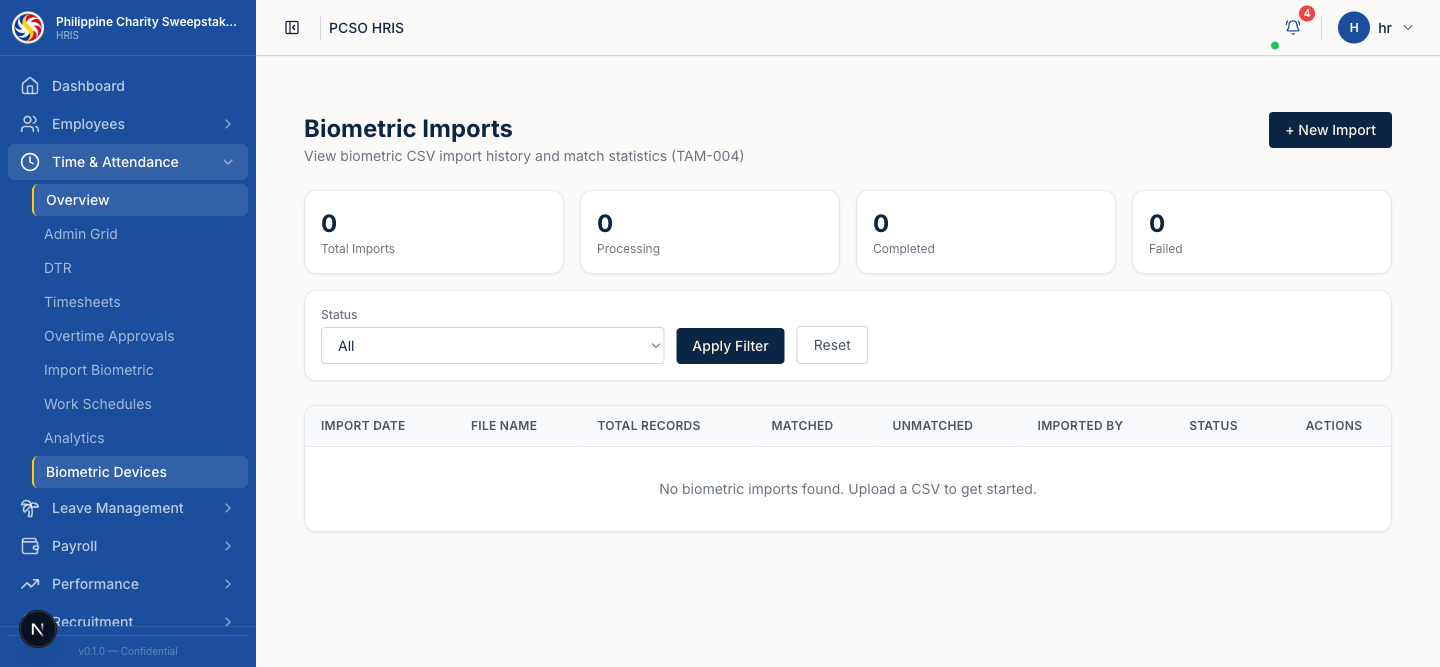 Philippine Charity Sweepstak...
HRIS
PCSO HRIS
4
H
hr
Dashboard
Employees
Time & Attendance
Overview
Admin Grid
DTR
Timesheets
Overtime Approvals
Import Biometric
Work Schedules
Analytics
Biometric Devices
Leave Management
Payroll
Performance
Recruitment
N
v0.1.0 — Confidential
Biometric Imports
View biometric CSV import history and match statistics (TAM-004)
+ New Import
0
Total Imports
0
Processing
0
Completed
0
Failed
Status
All
Apply Filter
Reset
IMPORT DATE FILE NAME TOTAL RECORDS MATCHED UNMATCHED IMPORTED BY STATUS ACTIONS
No biometric imports found. Upload a CSV to get started.